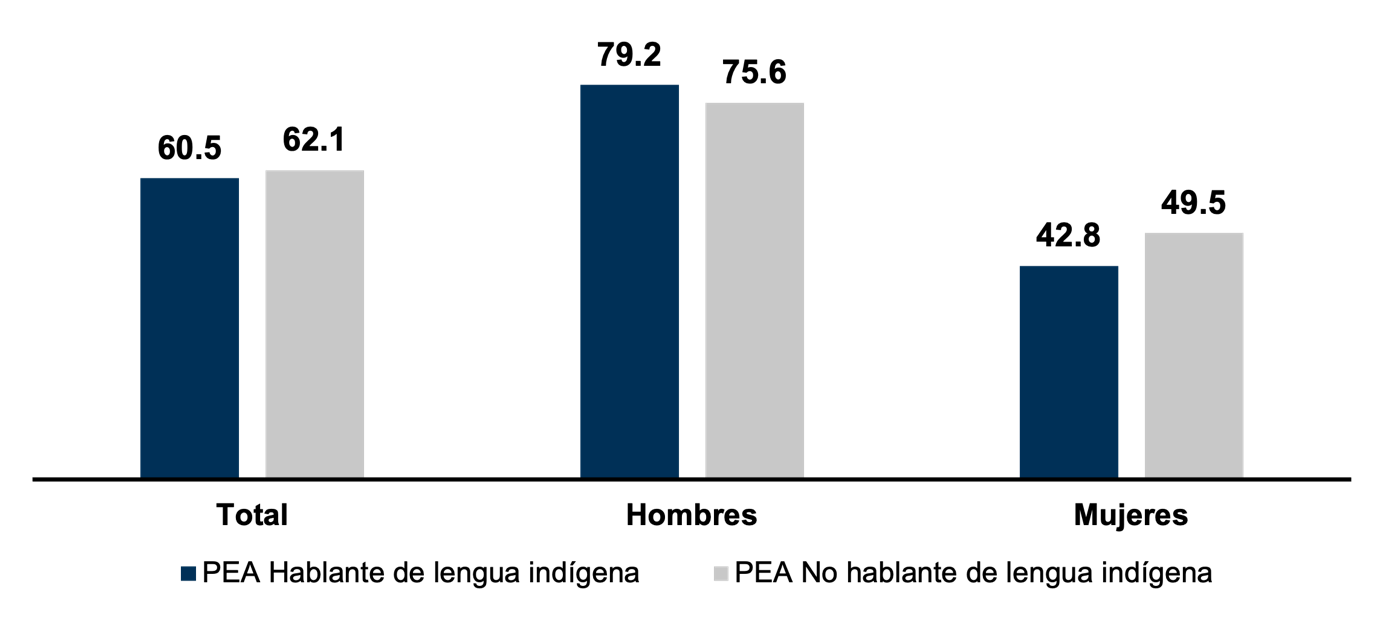 79.2
75.6
60.5
62.1
49.5
42.8
Total
Hombres
Mujeres
PEA Hablante de lengua indígena
PEA No hablante de lengua indígena